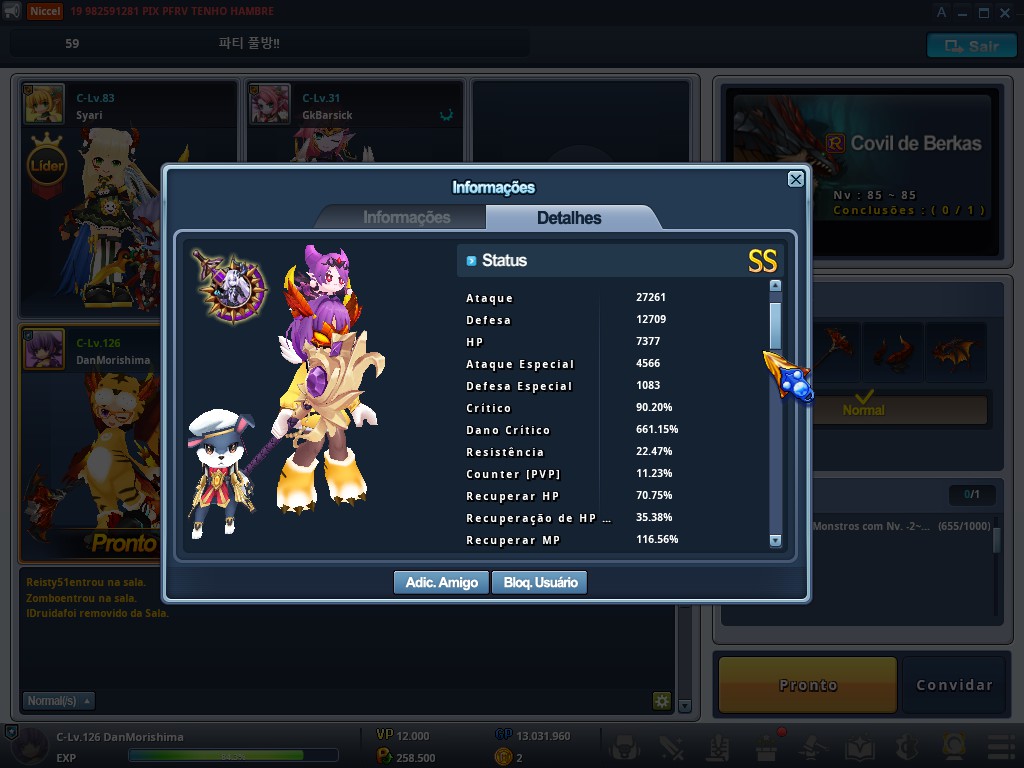 Niccel 19 982591281 PIX PFRV TENHO HAMBRE
A
59 파티 풀방!!
Sair
C-Lv.83
Syari
Líder
C-Lv.31
GkBarsick
R Covil de Berkas
Nv : 85 ~ 85
Conclusões : ( 0 / 1 )
Informações
Informações Detalhes
Status SS
Ataque 27261
Defesa 12709
HP 7377
Ataque Especial 4566
Defesa Especial 1083
Crítico 90.20%
Dano Crítico 661.15%
Resistência 22.47%
Counter [PVP] 11.23%
Recuperar HP 70.75%
Recuperação de HP ... 35.38%
Recuperar MP 116.56%
Adic. Amigo Bloq. Usuário
C-Lv.126
DanMorishima
Pronto
Normal
0/1
Monstros com Nv. -2~... (655/1000)
Reisty51entrou na sala.
Zomboentrou na sala.
IDruidafoi removido da Sala.
Normal(/s)
Pronto Convidar
C-Lv.126 DanMorishima
EXP
VP 12.000
GP 13.031.960
258.500
2